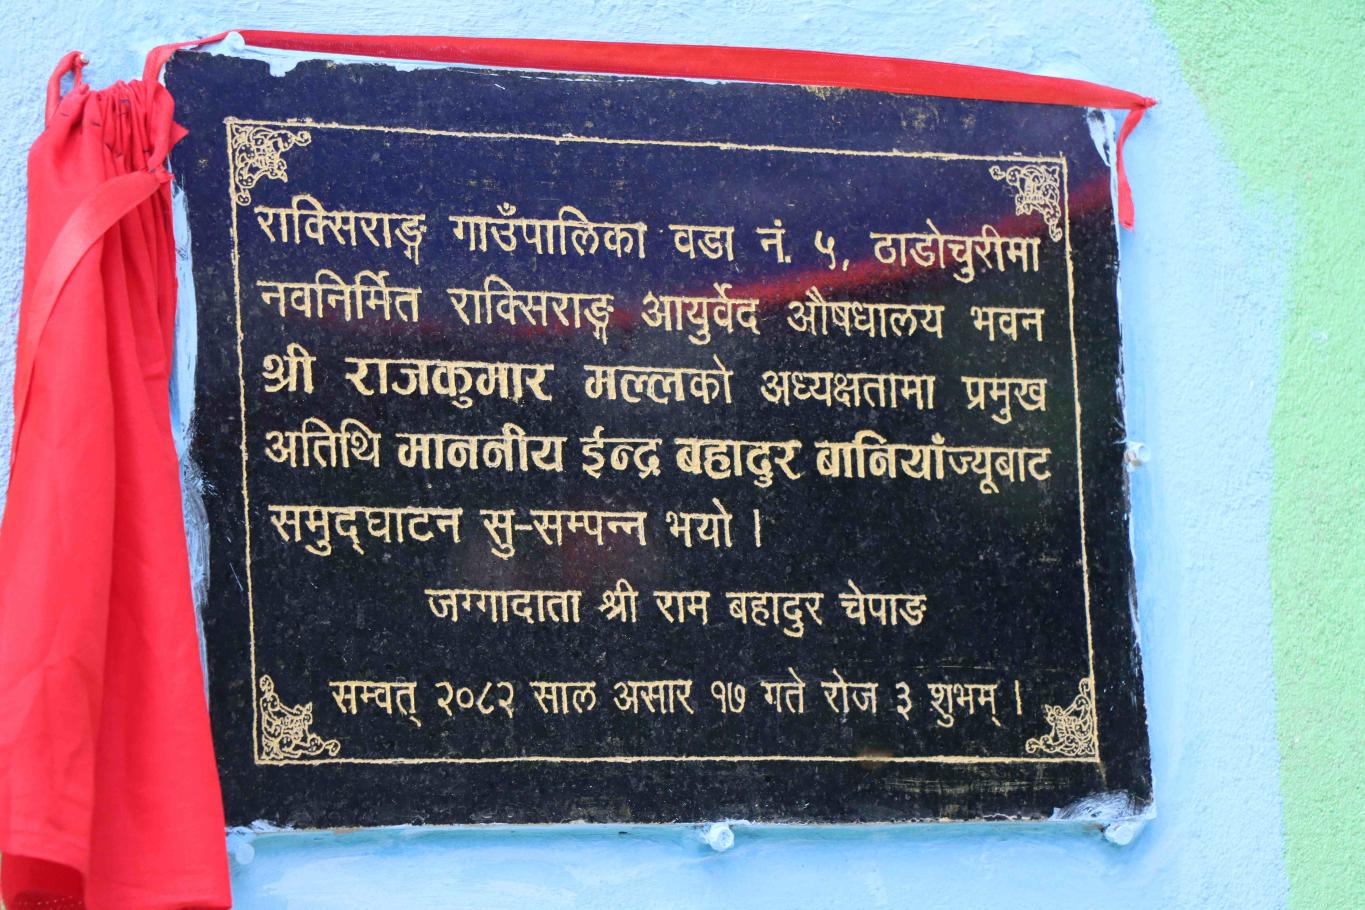 राक्सिराङ्ग गाउँपालिका वडा नं. ५, ठाडोचुरीमा
नवनिर्मित राक्सिराङ्ग आयुर्वेद औषधालय भवन
श्री राजकुमार मल्लको अध्यक्षतामा प्रमुख
अतिथि माननीय ईन्द्र बहादुर बानियाँज्यूबाट
समुद्घाटन सु-सम्पन्न भयो ।
जग्गादाता श्री राम बहादुर चेपाङ
सम्वत् २०८२ साल असार १७ गते रोज ३ शुभम् ।